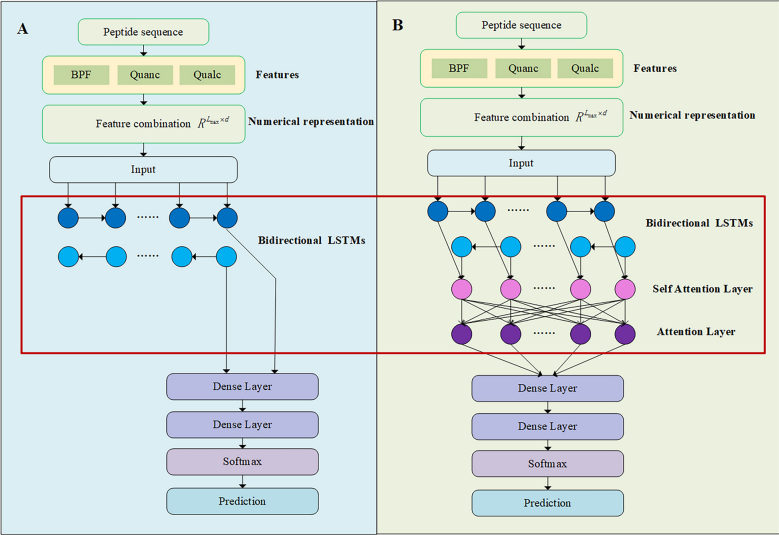 A
Peptide sequence
BPF Quanc Qualc
Features
Feature combination R^{L_{max}×d}
Numerical representation
Input
······
Bidirectional LSTMs
······
Dense Layer
Dense Layer
Softmax
Prediction
B
Peptide sequence
BPF Quanc Qualc
Features
Feature combination R^{L_{max}×d}
Numerical representation
Input
······
Bidirectional LSTMs
······
······
Self Attention Layer
······
Attention Layer
Dense Layer
Dense Layer
Softmax
Prediction